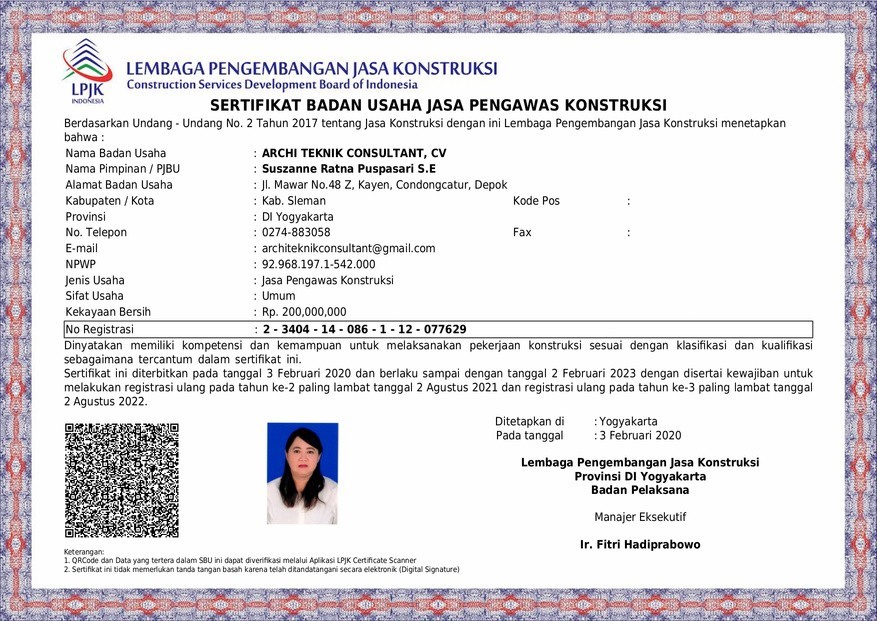 LPJK
INDONESIA
LEMBAGA PENGEMBANGAN JASA KONSTRUKSI
Construction Services Development Board of Indonesia
SERTIFIKAT BADAN USAHA JASA PENGAWAS KONSTRUKSI
Berdasarkan Undang - Undang No. 2 Tahun 2017 tentang Jasa Konstruksi dengan ini Lembaga Pengembangan Jasa Konstruksi menetapkan
bahwa :
Nama Badan Usaha : ARCHI TEKNIK CONSULTANT, CV
Nama Pimpinan / PJBU : Suszanne Ratna Puspasari S.E
Alamat Badan Usaha : Jl. Mawar No.48 Z, Kayen, Condongcatur, Depok
Kabupaten / Kota : Kab. Sleman Kode Pos :
Provinsi : DI Yogyakarta
No. Telepon : 0274-883058 Fax :
E-mail : architeknikconsultant@gmail.com
NPWP : 92.968.197.1-542.000
Jenis Usaha : Jasa Pengawas Konstruksi
Sifat Usaha : Umum
Kekayaan Bersih : Rp. 200,000,000
No Registrasi : 2 - 3404 - 14 - 086 - 1 - 12 - 077629
Dinyatakan memiliki kompetensi dan kemampuan untuk melaksanakan pekerjaan konstruksi sesuai dengan klasifikasi dan kualifikasi
sebagaimana tercantum dalam sertifikat ini.
Sertifikat ini diterbitkan pada tanggal 3 Februari 2020 dan berlaku sampai dengan tanggal 2 Februari 2023 dengan disertai kewajiban untuk
melakukan registrasi ulang pada tahun ke-2 paling lambat tanggal 2 Agustus 2021 dan registrasi ulang pada tahun ke-3 paling lambat tanggal
2 Agustus 2022.
Ditetapkan di : Yogyakarta
Pada tanggal : 3 Februari 2020
Lembaga Pengembangan Jasa Konstruksi
Provinsi DI Yogyakarta
Badan Pelaksana
Manajer Eksekutif
Ir. Fitri Hadiprabowo
Keterangan:
1. QRCode dan Data yang tertera dalam SBU ini dapat diverifikasi melalui Aplikasi LPJK Certificate Scanner
2. Sertifikat ini tidak memerlukan tanda tangan basah karena telah ditandatangani secara elektronik (Digital Signature)